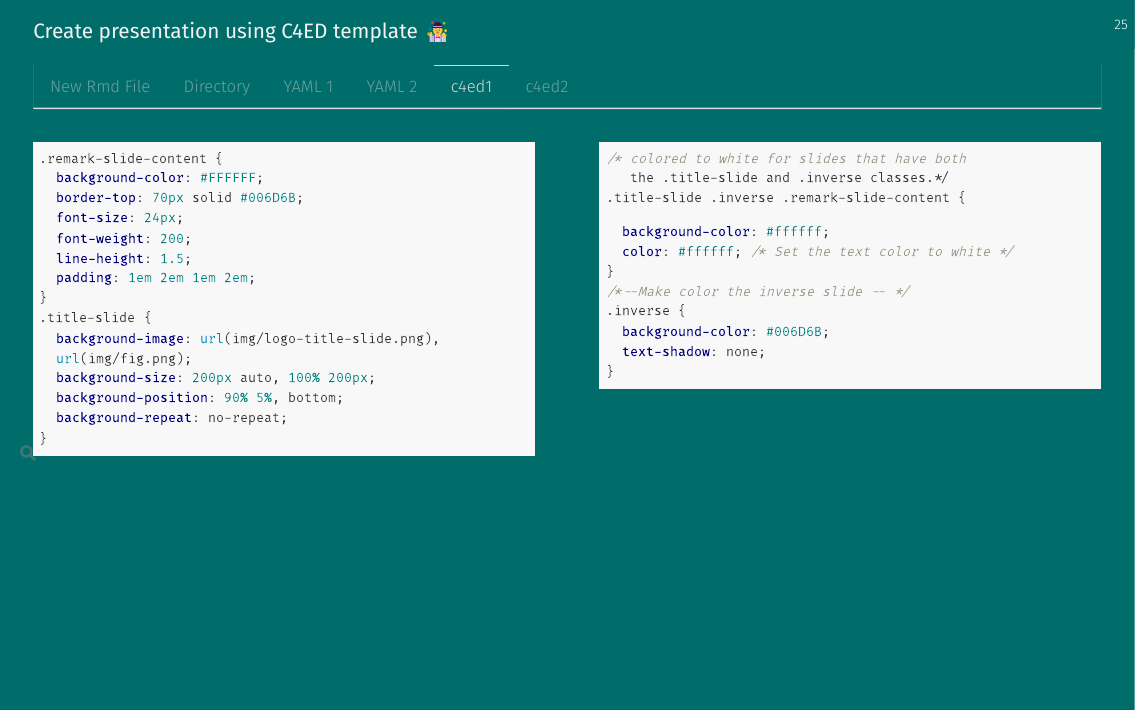 Create presentation using C4ED template
25
New Rmd File
Directory
YAML 1
YAML 2
c4ed1
c4ed2
.remark-slide-content {
background-color: #FFFFFF;
border-top: 70px solid #006D6B;
font-size: 24px;
font-weight: 200;
line-height: 1.5;
padding: 1em 2em 1em 2em;
}
.title-slide {
background-image: url(img/logo-title-slide.png),
url(img/fig.png);
background-size: 200px auto, 100% 200px;
background-position: 90% 5%, bottom;
background-repeat: no-repeat;
}
/* colored to white for slides that have both
the .title-slide and .inverse classes.*/
.title-slide .inverse .remark-slide-content {
background-color: #ffffff;
color: #ffffff; /* Set the text color to white */
}
/*--Make color the inverse slide -- */
.inverse {
background-color: #006D6B;
text-shadow: none;
}